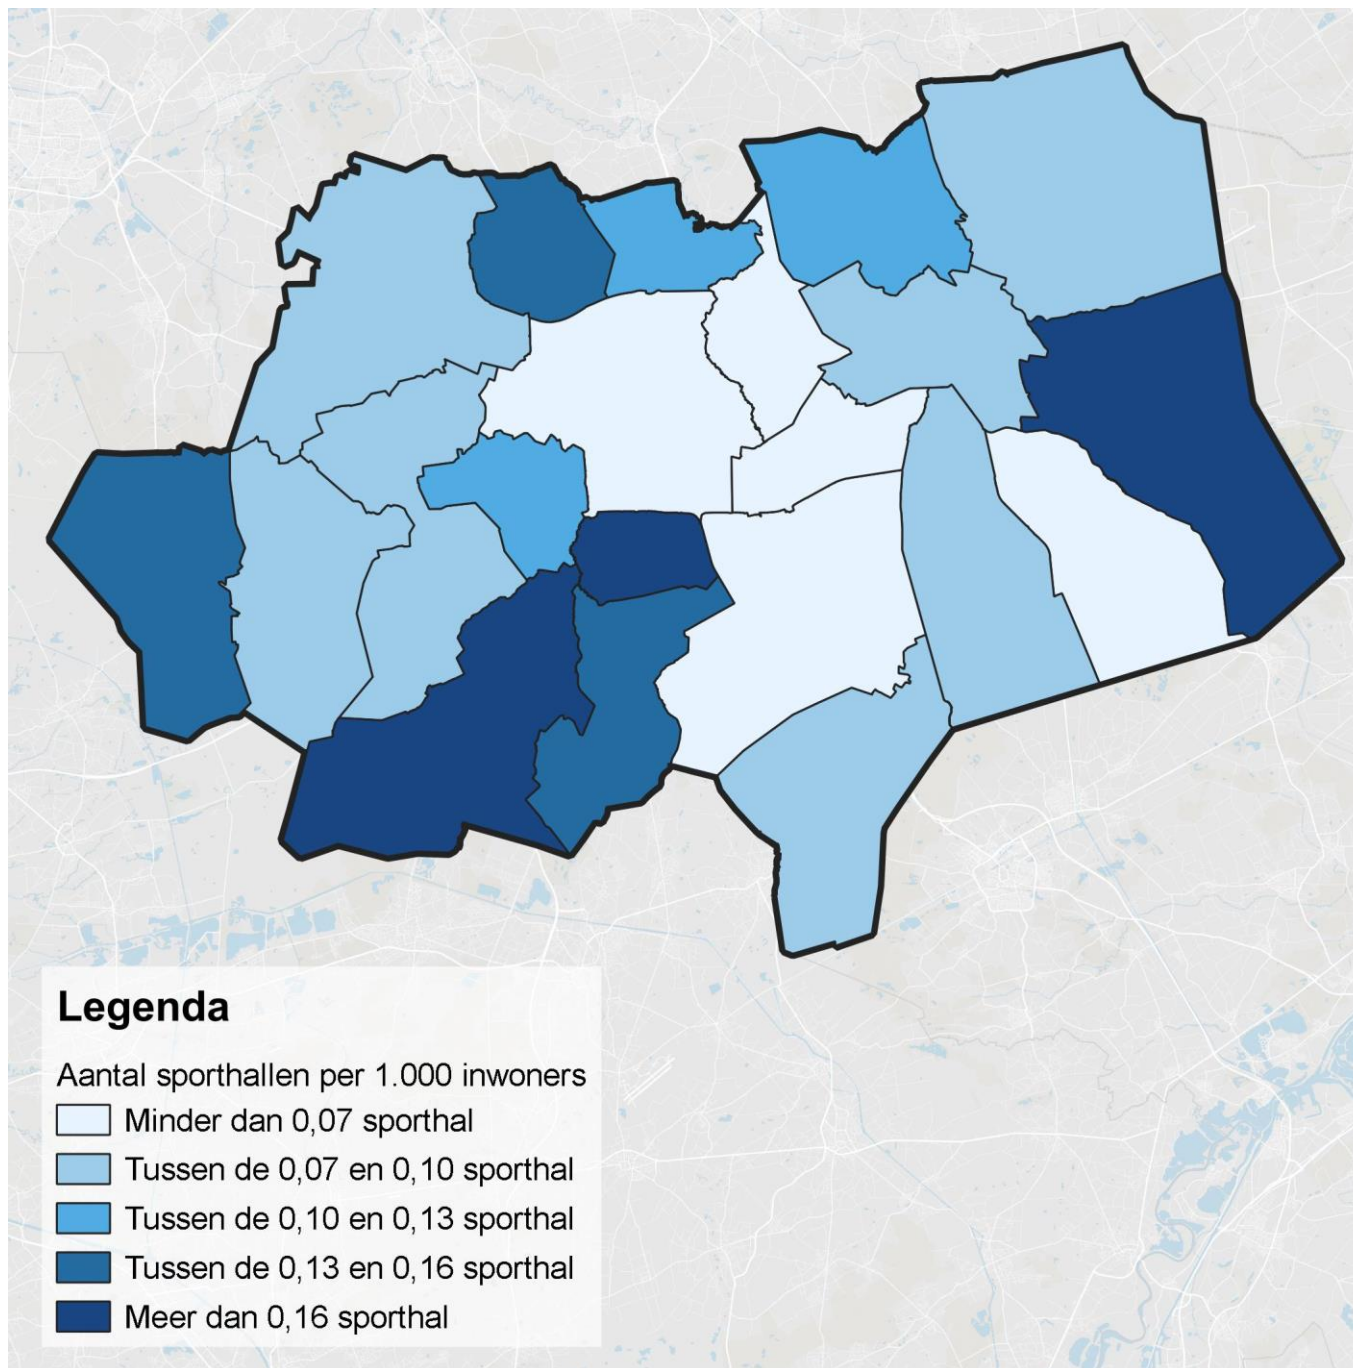 Legenda
Aantal sporthallen per 1.000 inwoners
Minder dan 0,07 sporthal
Tussen de 0,07 en 0,10 sporthal
Tussen de 0,10 en 0,13 sporthal
Tussen de 0,13 en 0,16 sporthal
Meer dan 0,16 sporthal